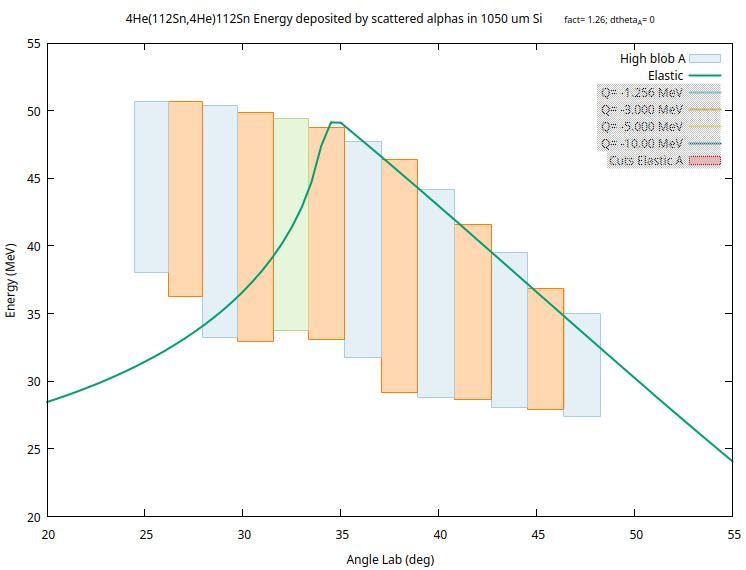 4He(112Sn,4He)112Sn Energy deposited by scattered alphas in 1050 um Si fact= 1.26; dthetaA= 0
High blob A
Elastic
Q= -1.256 MeV
Q= -3.000 MeV
Q= -5.000 MeV
Q= -10.00 MeV
Cuts Elastic A
55
50
45
40
35
30
25
20
Energy (MeV)
20 25 30 35 40 45 50 55
Angle Lab (deg)